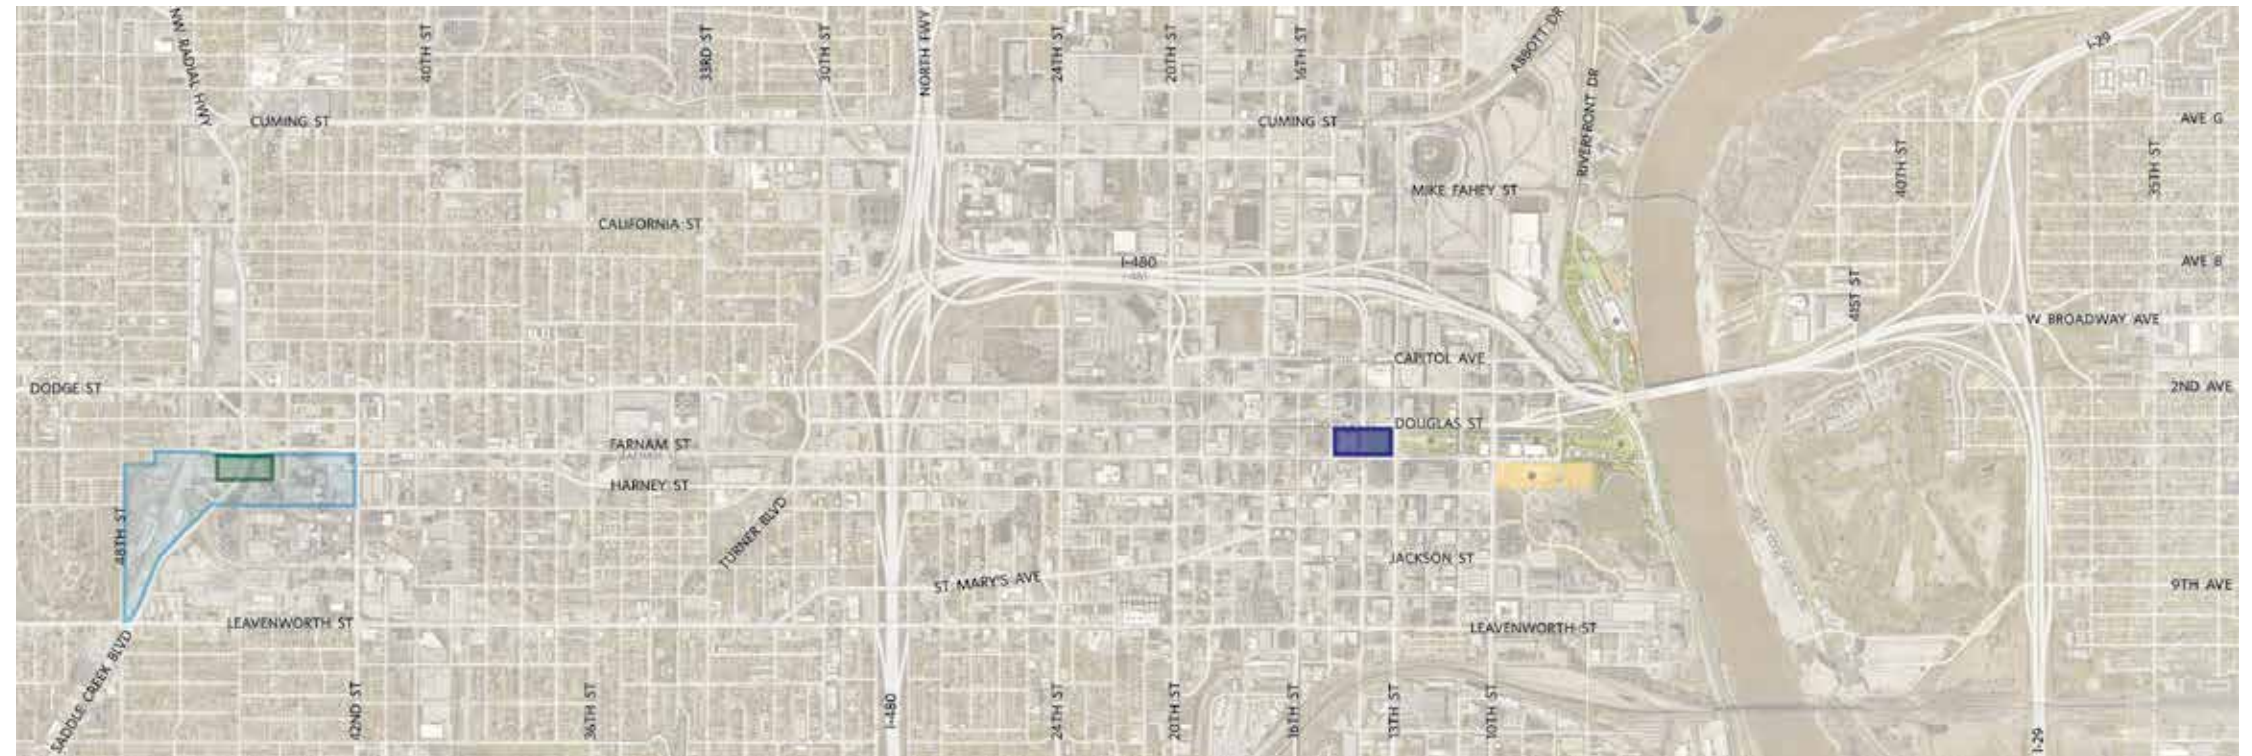 NW RADIAL HWY
40TH ST
33RD ST
30TH ST
NORTH FWY
24TH ST
20TH ST
16TH ST
ABBOTT DR
RIVERFRONT DR
I-29
CUMING ST
CUMING ST
AVE G
40TH ST
35TH ST
MIKE FAHEY ST
CALIFORNIA ST
I-480
I-480
AVE B
41ST ST
W BROADWAY AVE
CAPITOL AVE
DODGE ST
2ND AVE
DOUGLAS ST
FARNAM ST
HARNEY ST
48TH ST
TURNER BLVD
JACKSON ST
ST MARY'S AVE
9TH AVE
LEAVENWORTH ST
LEAVENWORTH ST
SADDLE CREEK BLVD
42ND ST
36TH ST
I-480
24TH ST
20TH ST
16TH ST
13TH ST
10TH ST
I-29